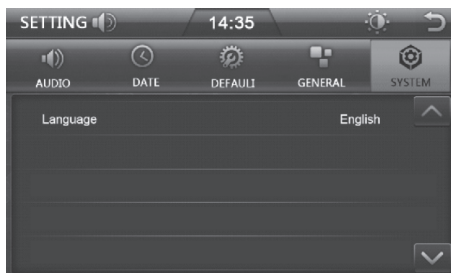 SETTING 14:35
AUDIO DATE DEFAULI GENERAL SYSTEM
Language English